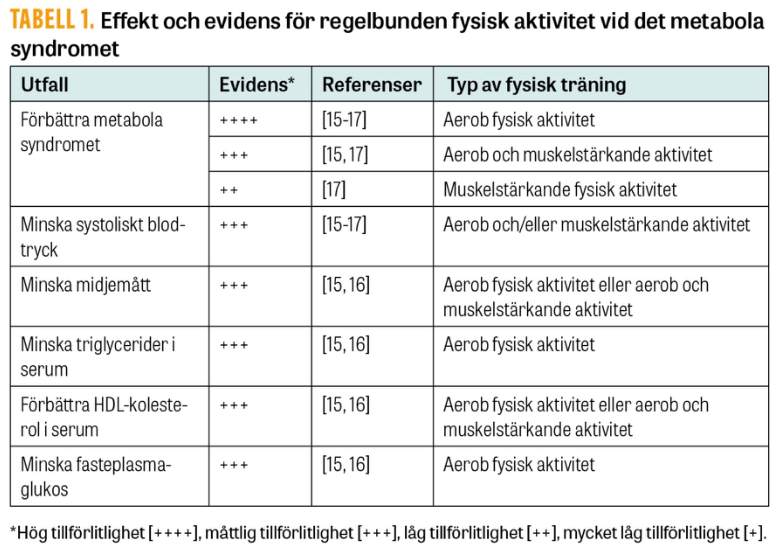 TABELL 1. Effekt och evidens för regelbunden fysisk aktivitet vid det metabola
syndromet
Utfall Evidens* Referenser Typ av fysisk träning
Förbättra metabola ++++ [15-17] Aerob fysisk aktivitet
syndromet
+++ [15, 17] Aerob och muskelstärkande aktivitet
++ [17] Muskelstärkande fysisk aktivitet
Minska systoliskt blod- +++ [15-17] Aerob och/eller muskelstärkande aktivitet
tryck
Minska midjemått +++ [15, 16] Aerob fysisk aktivitet eller aerob och
muskelstärkande aktivitet
Minska triglycerider i +++ [15, 16] Aerob fysisk aktivitet
serum
Förbättra HDL-koleste- +++ [15, 16] Aerob fysisk aktivitet eller aerob och
rol i serum muskelstärkande aktivitet
Minska fasteplasma- +++ [15, 16] Aerob fysisk aktivitet
glukos
*Hög tillförlitlighet [++++], måttlig tillförlitlighet [+++], låg tillförlitlighet [++], mycket låg tillförlitlighet [+].